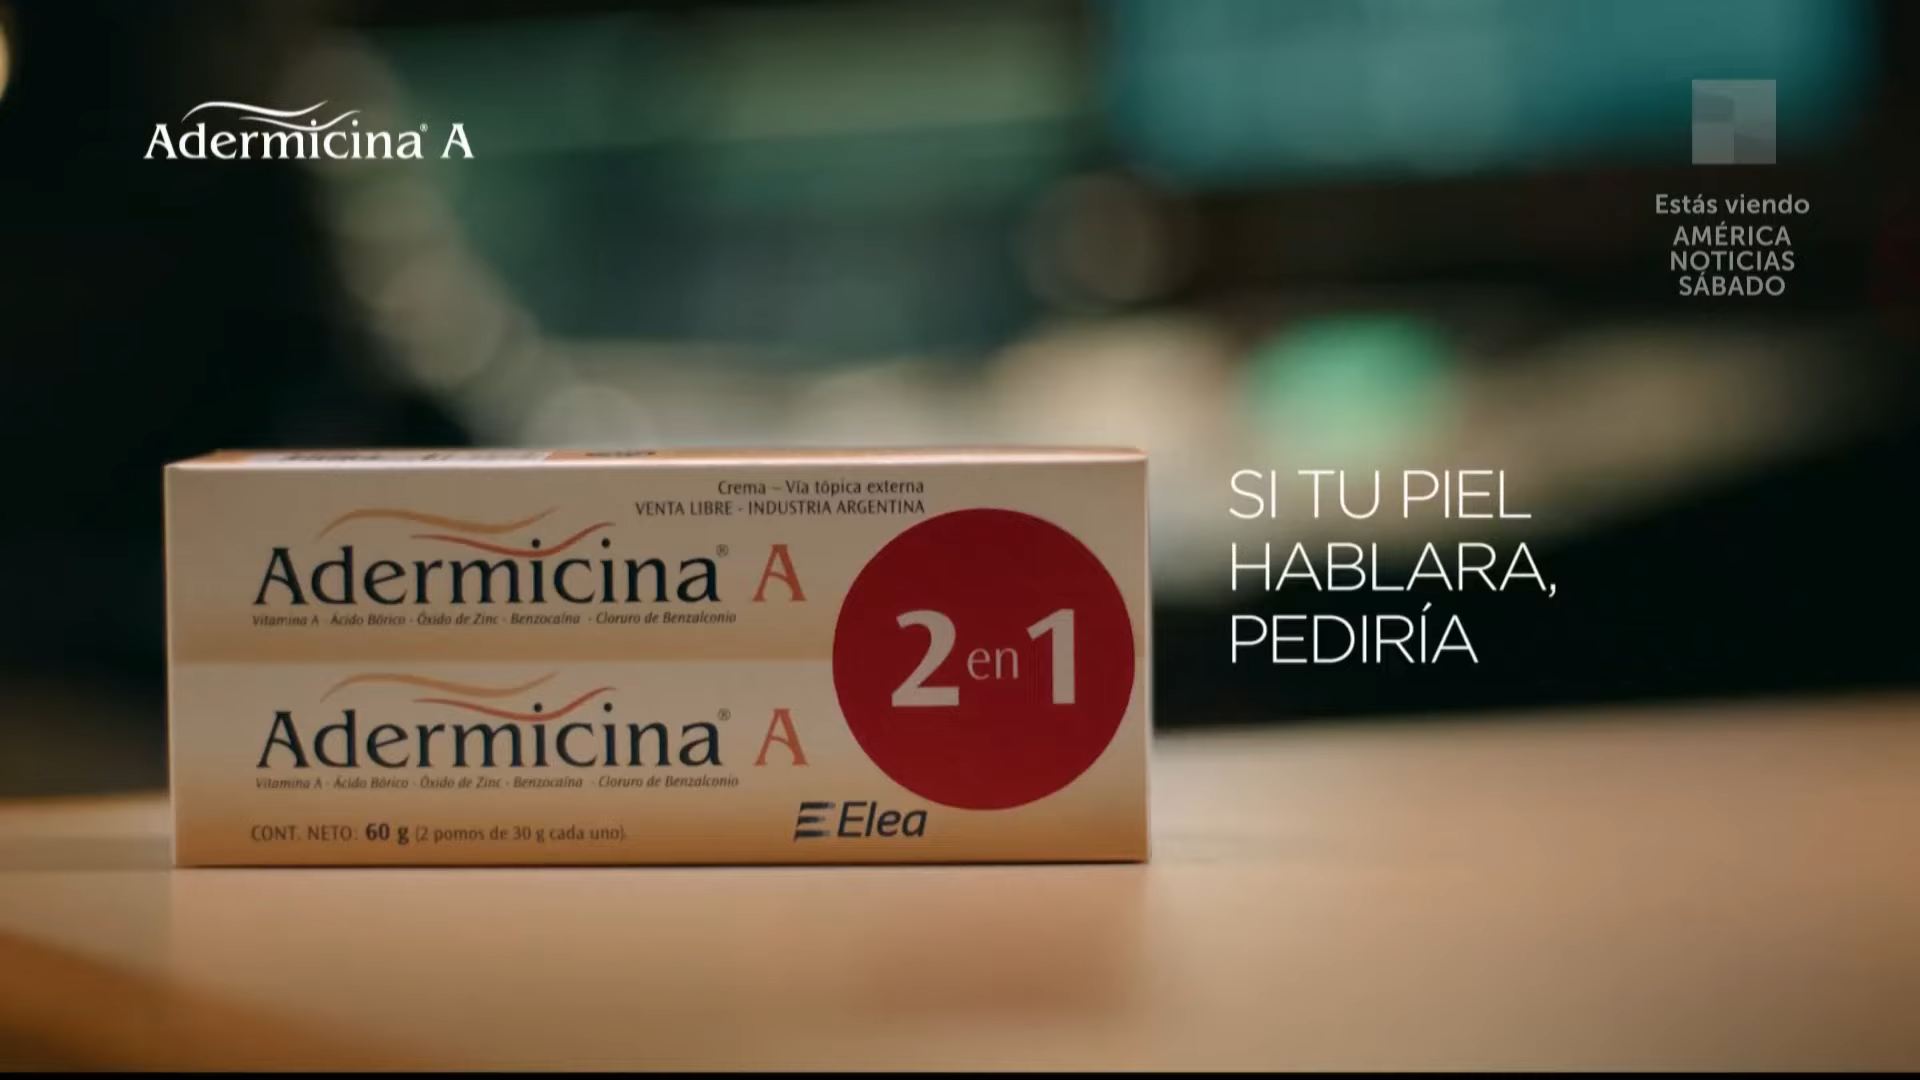 Adermicina® A
Estás viendo
AMÉRICA
NOTICIAS
SÁBADO
Crema - Vía tópica externa
VENTA LIBRE - INDUSTRIA ARGENTINA
Adermicina® A
Vitamina A - Ácido Bórico - Óxido de Zinc - Benzocaína - Cloruro de Benzalconio
2 en 1
Adermicina® A
Vitamina A - Ácido Bórico - Óxido de Zinc - Benzocaína - Cloruro de Benzalconio
CONT. NETO: 60 g (2 pomos de 30 g cada uno)
Elea
SI TU PIEL
HABLARA,
PEDIRÍA